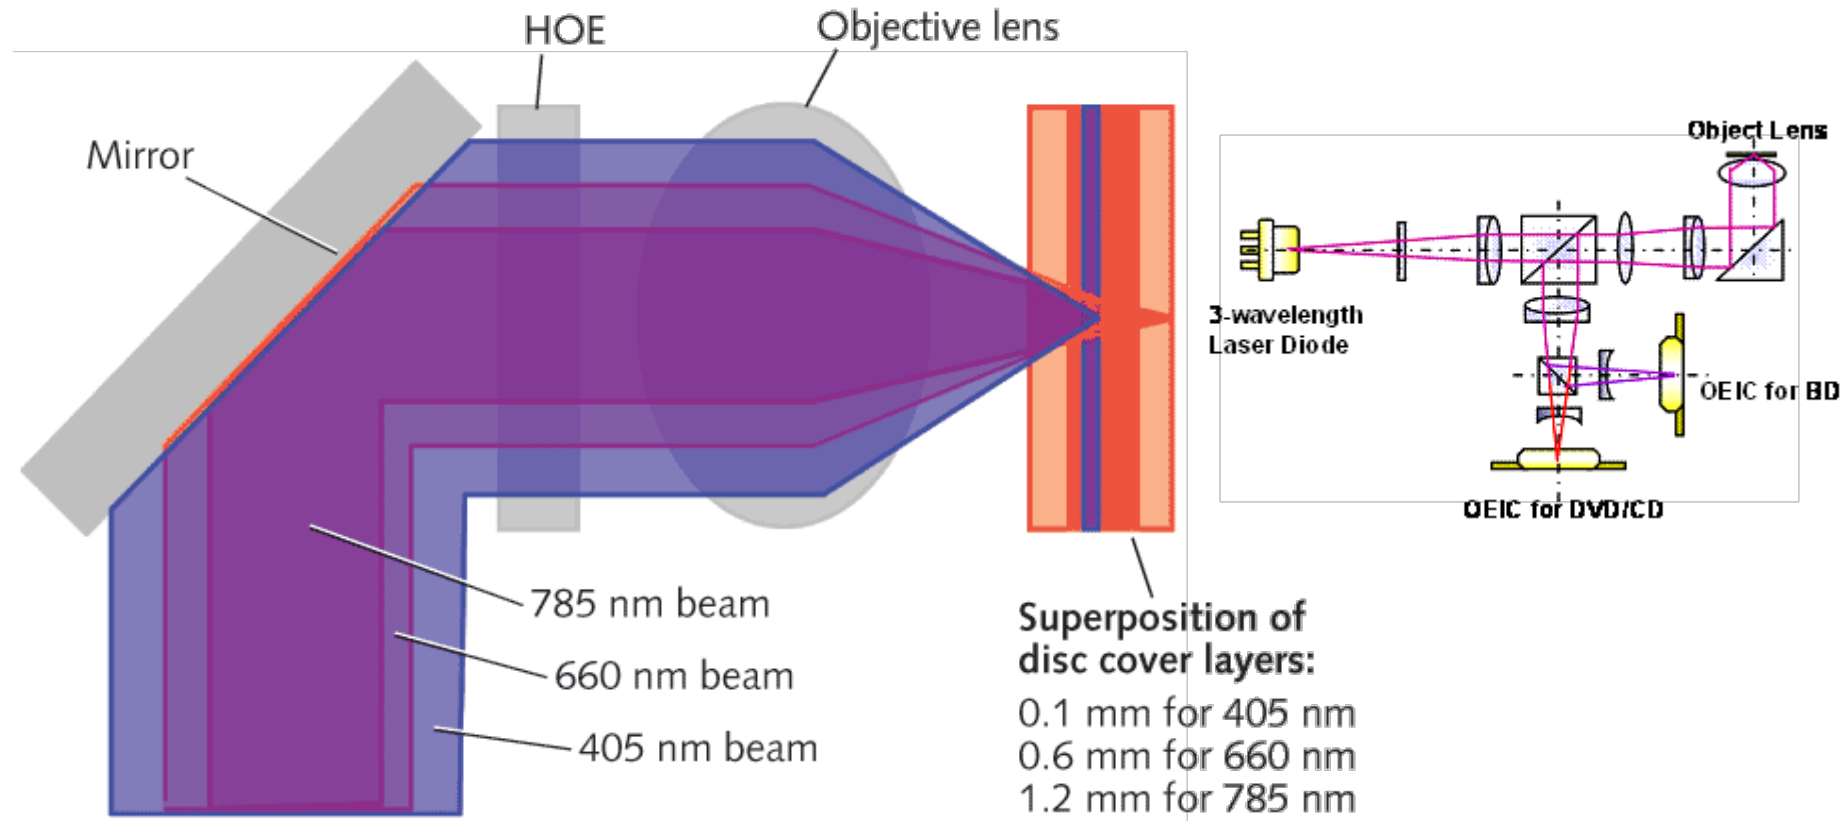 HOE
Objective lens
Mirror
785 nm beam
660 nm beam
405 nm beam
Superposition of
disc cover layers:
0.1 mm for 405 nm
0.6 mm for 660 nm
1.2 mm for 785 nm
Object Lens
3-wavelength
Laser Diode
OEIC for BD
OEIC for DVD/CD